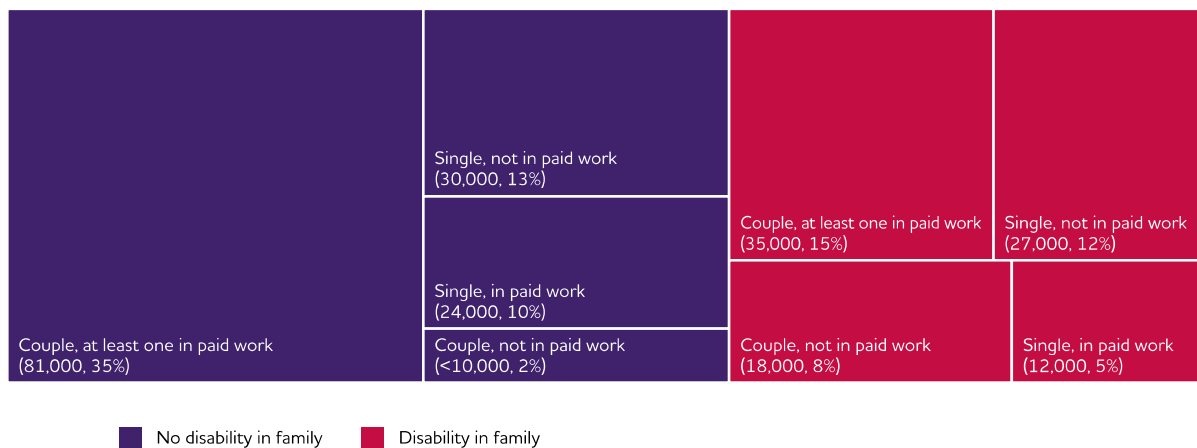 Couple, at least one in paid work
(81,000, 35%)
Single, not in paid work
(30,000, 13%)
Single, in paid work
(24,000, 10%)
Couple, not in paid work
(<10,000, 2%)
Couple, at least one in paid work
(35,000, 15%)
Single, not in paid work
(27,000, 12%)
Couple, not in paid work
(18,000, 8%)
Single, in paid work
(12,000, 5%)
No disability in family
Disability in family